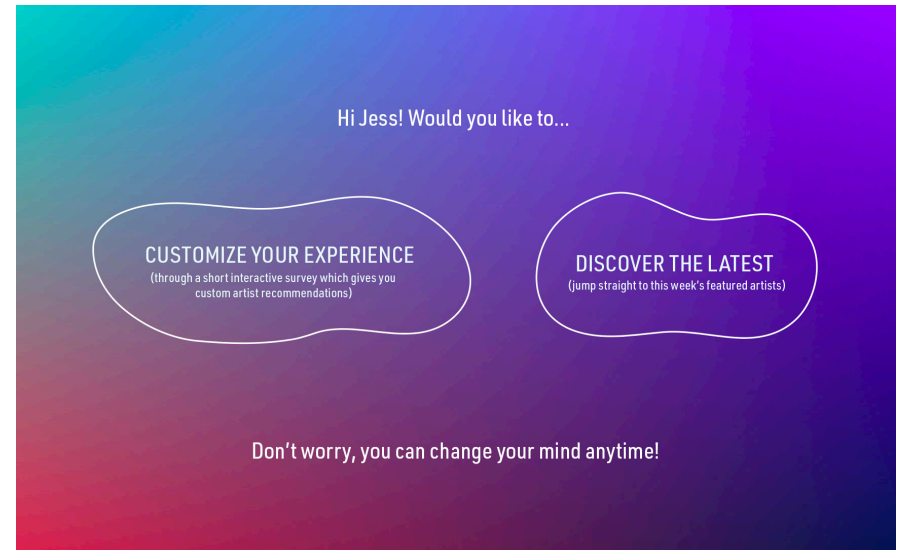 Hi Jess! Would you like to...
CUSTOMIZE YOUR EXPERIENCE
(through a short interactive survey which gives you
custom artist recommendations)
DISCOVER THE LATEST
(jump straight to this week's featured artists)
Don't worry, you can change your mind anytime!